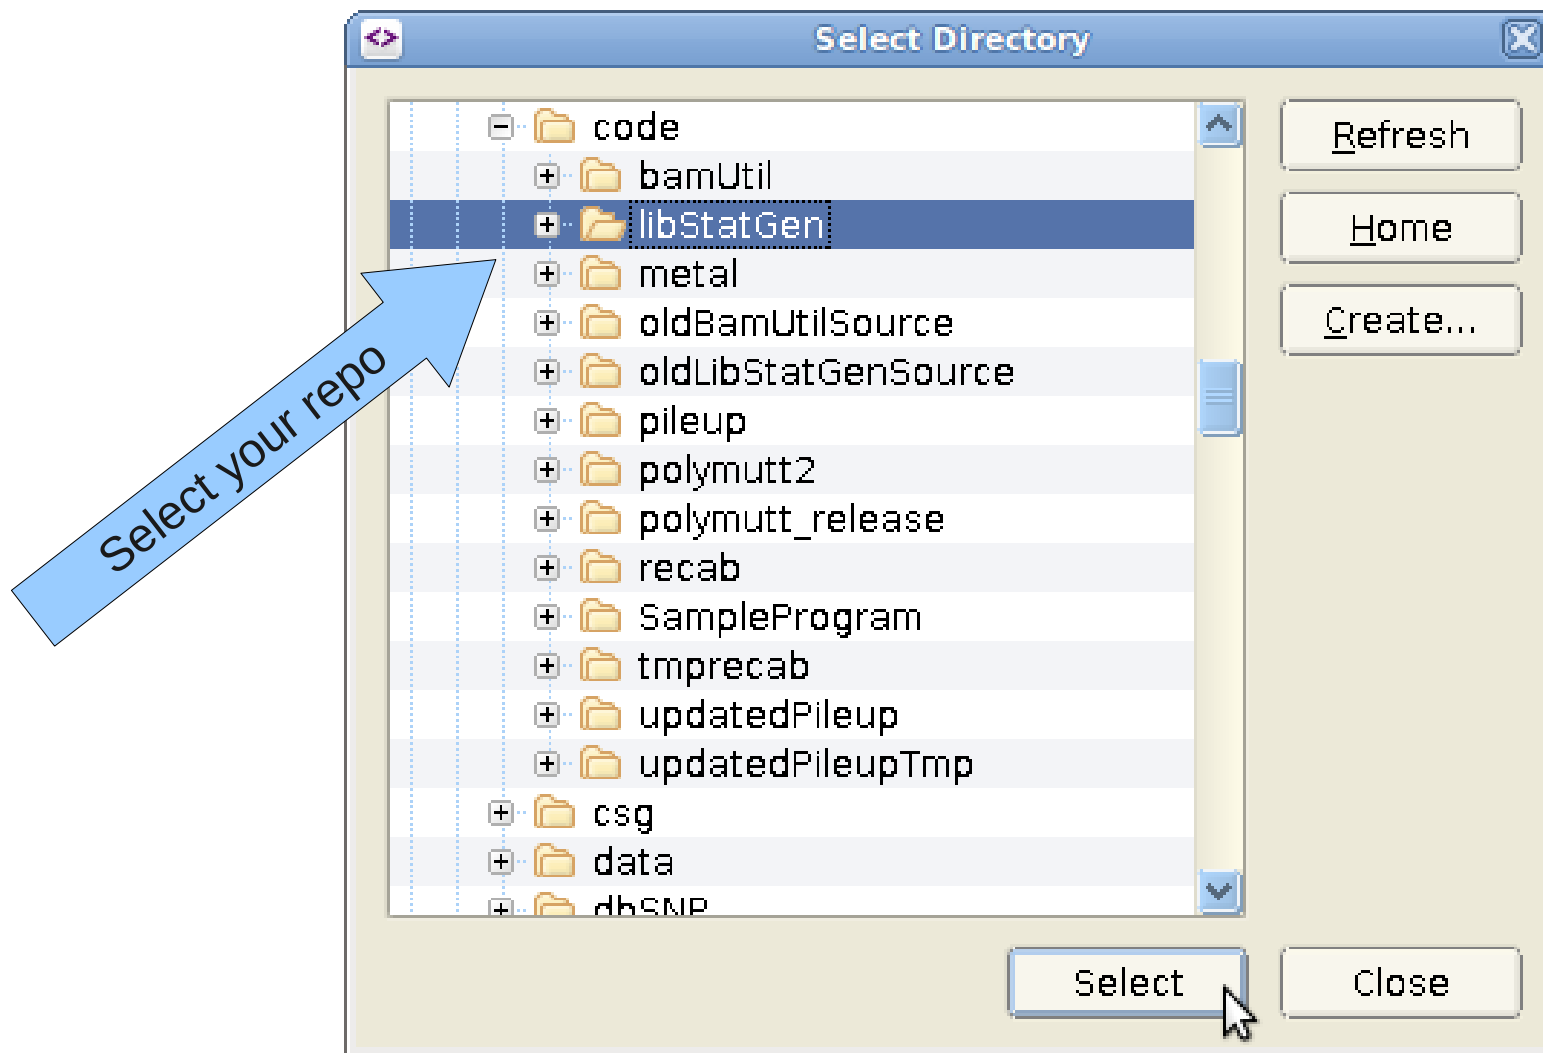 Select Directory
code
bamUtil
libStatGen
metal
oldBamUtilSource
oldLibStatGenSource
pileup
polymutt2
polymutt_release
recab
SampleProgram
tmprecab
updatedPileup
updatedPileupTmp
csg
data
dbSNP
Refresh
Home
Create...
Select
Close
Select your repo